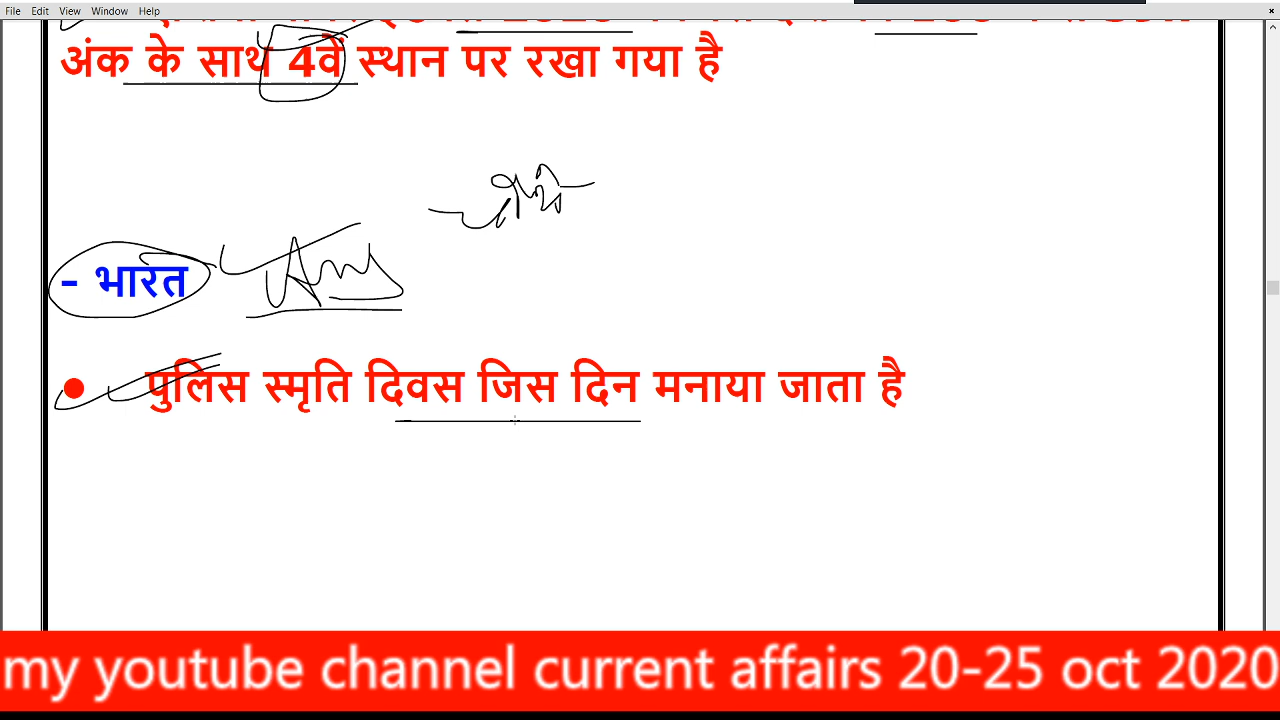 File Edit View Window Help
अंक के साथ 4वें स्थान पर रखा गया है
- भारत
Ans
● पुलिस स्मृति दिवस जिस दिन मनाया जाता है
my youtube channel current affairs 20-25 oct 2020